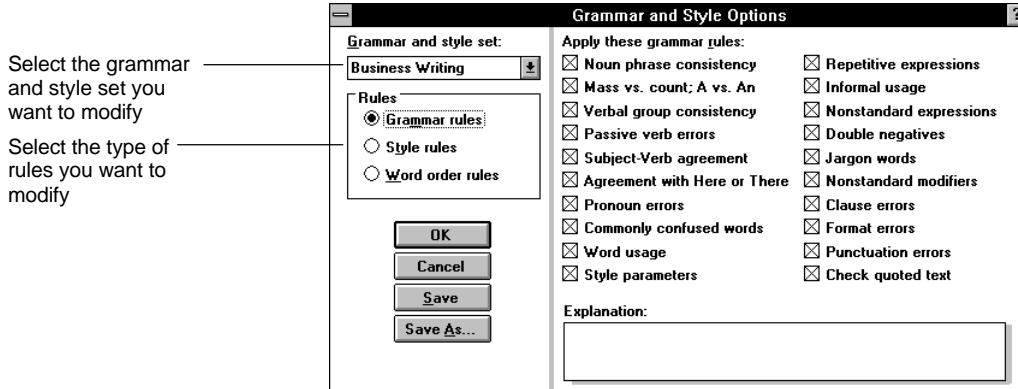 Grammar and Style Options
?
Select the grammar
and style set you
want to modify
Select the type of
rules you want to
modify
Grammar and style set:
Business Writing
Rules
Grammar rules
Style rules
Word order rules
OK
Cancel
Save
Save As...
Apply these grammar rules:
Noun phrase consistency
Mass vs. count; A vs. An
Verbal group consistency
Passive verb errors
Subject-Verb agreement
Agreement with Here or There
Pronoun errors
Commonly confused words
Word usage
Style parameters
Repetitive expressions
Informal usage
Nonstandard expressions
Double negatives
Jargon words
Nonstandard modifiers
Clause errors
Format errors
Punctuation errors
Check quoted text
Explanation: